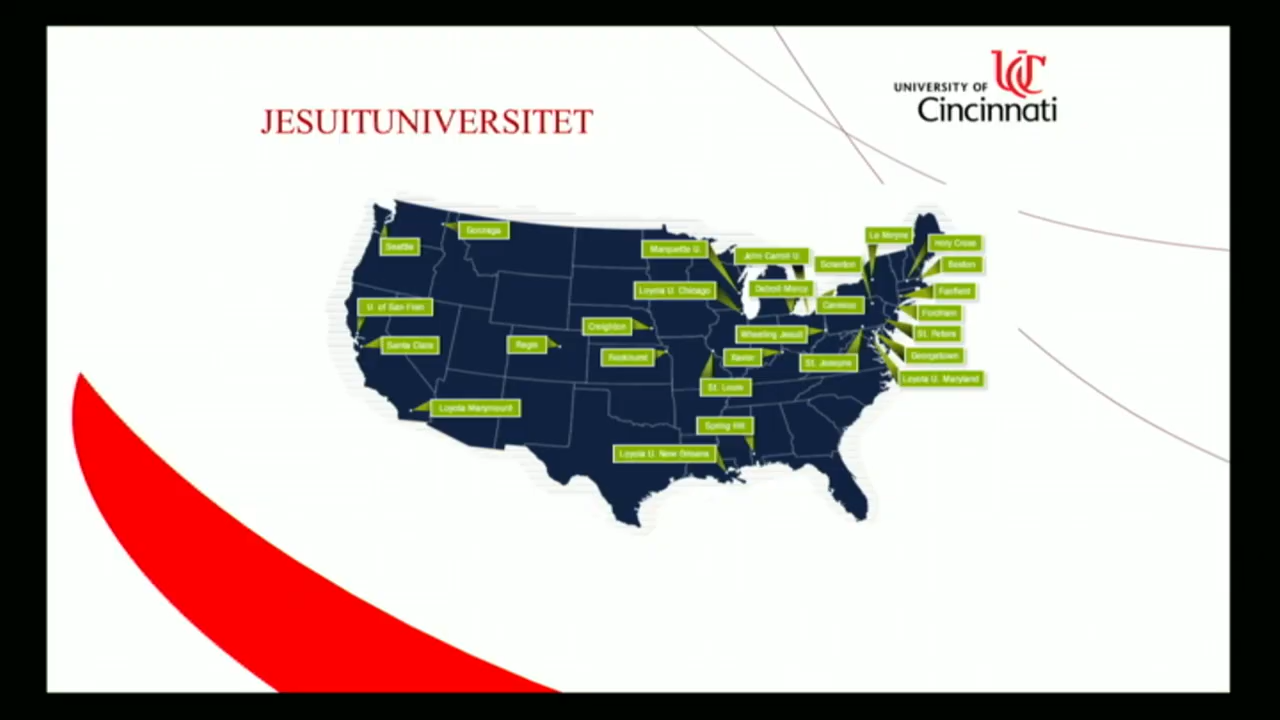 UNIVERSITY OF
Cincinnati
JESUITUNIVERSITET
Seattle
Gonzaga
Marquette U.
John Carroll U.
Le Moyne
Holy Cross
Scranton
Boston
Loyola U. Chicago
Detroit Mercy
Fairfield
U. of San Fran.
Canisius
Fordham
Creighton
Wheeling Jesuit
St. Peters
Santa Clara
Regis
Rockhurst
Xavier
St. Josephs
Georgetown
Loyola U. Maryland
St. Louis
Loyola Marymount
Spring Hill
Loyola U. New Orleans